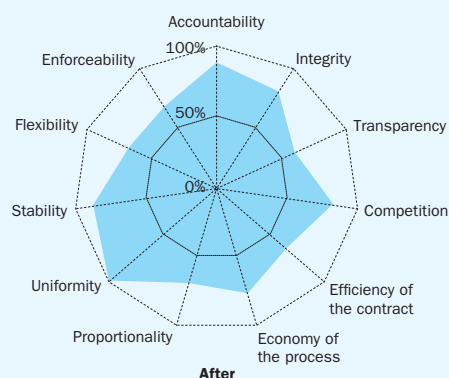 Accountability
100%
Enforceability
Integrity
50%
Flexibility
Transparency
0%
Stability
Competition
Uniformity
Efficiency of
the contract
Proportionality
Economy of
the process
After